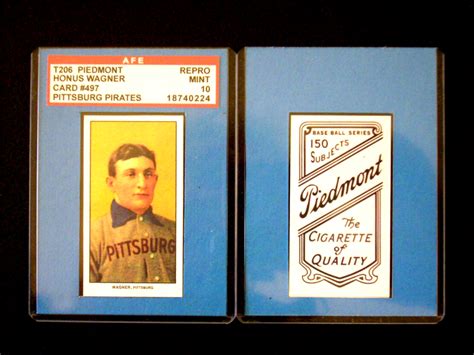 AFE
T206 PIEDMONT REPRO
HONUS WAGNER MINT
CARD #497 10
PITTSBURG PIRATES 18740224
PITTSBURG
WAGNER, PITTSBURG
BASE BALL SERIES
150
SUBJECTS
Piedmont
The
CIGARETTE
of
QUALITY